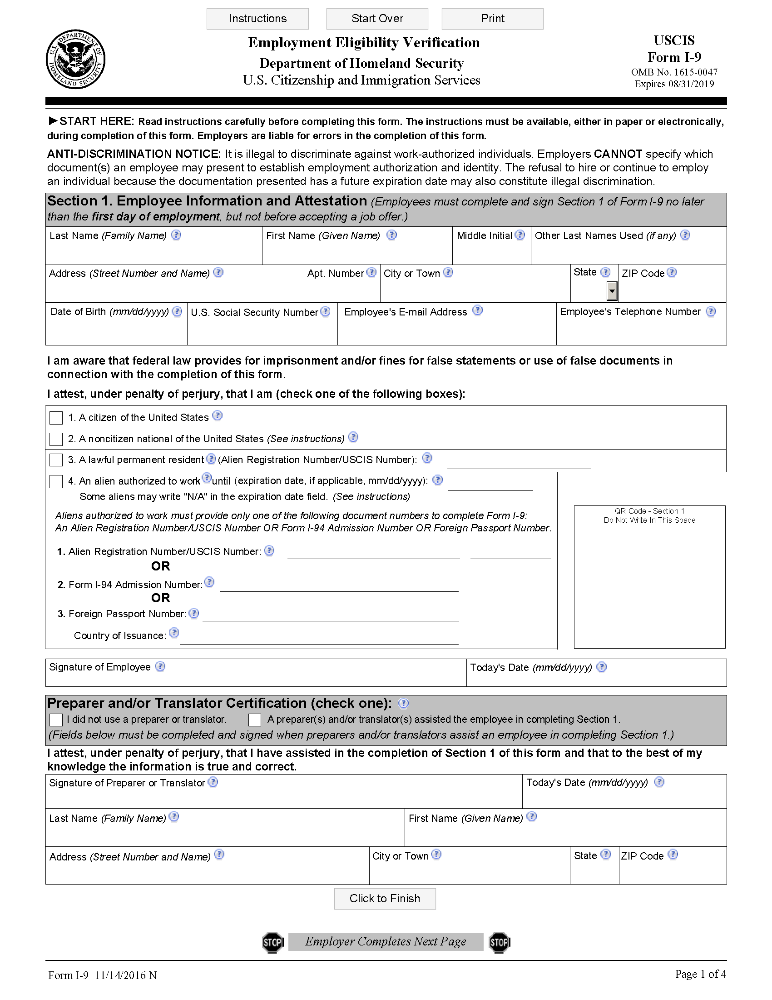 Instructions
Start Over
Print
U.S. DEPARTMENT OF HOMELAND SECURITY
Employment Eligibility Verification
Department of Homeland Security
U.S. Citizenship and Immigration Services
USCIS
Form I-9
OMB No. 1615-0047
Expires 08/31/2019
►START HERE: Read instructions carefully before completing this form. The instructions must be available, either in paper or electronically,
during completion of this form. Employers are liable for errors in the completion of this form.
ANTI-DISCRIMINATION NOTICE: It is illegal to discriminate against work-authorized individuals. Employers CANNOT specify which
document(s) an employee may present to establish employment authorization and identity. The refusal to hire or continue to employ
an individual because the documentation presented has a future expiration date may also constitute illegal discrimination.
Section 1. Employee Information and Attestation (Employees must complete and sign Section 1 of Form I-9 no later
than the first day of employment, but not before accepting a job offer.)
Last Name (Family Name) ?
First Name (Given Name) ?
Middle Initial ?
Other Last Names Used (if any) ?
Address (Street Number and Name) ?
Apt. Number ?
City or Town ?
State ?
ZIP Code ?
Date of Birth (mm/dd/yyyy) ?
U.S. Social Security Number ?
Employee's E-mail Address ?
Employee's Telephone Number ?
I am aware that federal law provides for imprisonment and/or fines for false statements or use of false documents in
connection with the completion of this form.
I attest, under penalty of perjury, that I am (check one of the following boxes):
1. A citizen of the United States ?
2. A noncitizen national of the United States (See instructions) ?
3. A lawful permanent resident ? (Alien Registration Number/USCIS Number): ?
4. An alien authorized to work ? until (expiration date, if applicable, mm/dd/yyyy): ?
Some aliens may write "N/A" in the expiration date field. (See instructions)
Aliens authorized to work must provide only one of the following document numbers to complete Form I-9:
An Alien Registration Number/USCIS Number OR Form I-94 Admission Number OR Foreign Passport Number.
1. Alien Registration Number/USCIS Number: ?
OR
2. Form I-94 Admission Number: ?
OR
3. Foreign Passport Number: ?
Country of Issuance: ?
QR Code - Section 1
Do Not Write In This Space
Signature of Employee ?
Today's Date (mm/dd/yyyy) ?
Preparer and/or Translator Certification (check one): ?
I did not use a preparer or translator.
A preparer(s) and/or translator(s) assisted the employee in completing Section 1.
(Fields below must be completed and signed when preparers and/or translators assist an employee in completing Section 1.)
I attest, under penalty of perjury, that I have assisted in the completion of Section 1 of this form and that to the best of my
knowledge the information is true and correct.
Signature of Preparer or Translator ?
Today's Date (mm/dd/yyyy) ?
Last Name (Family Name) ?
First Name (Given Name) ?
Address (Street Number and Name) ?
City or Town ?
State ?
ZIP Code ?
Click to Finish
STOP
Employer Completes Next Page
STOP
Form I-9 11/14/2016 N
Page 1 of 4